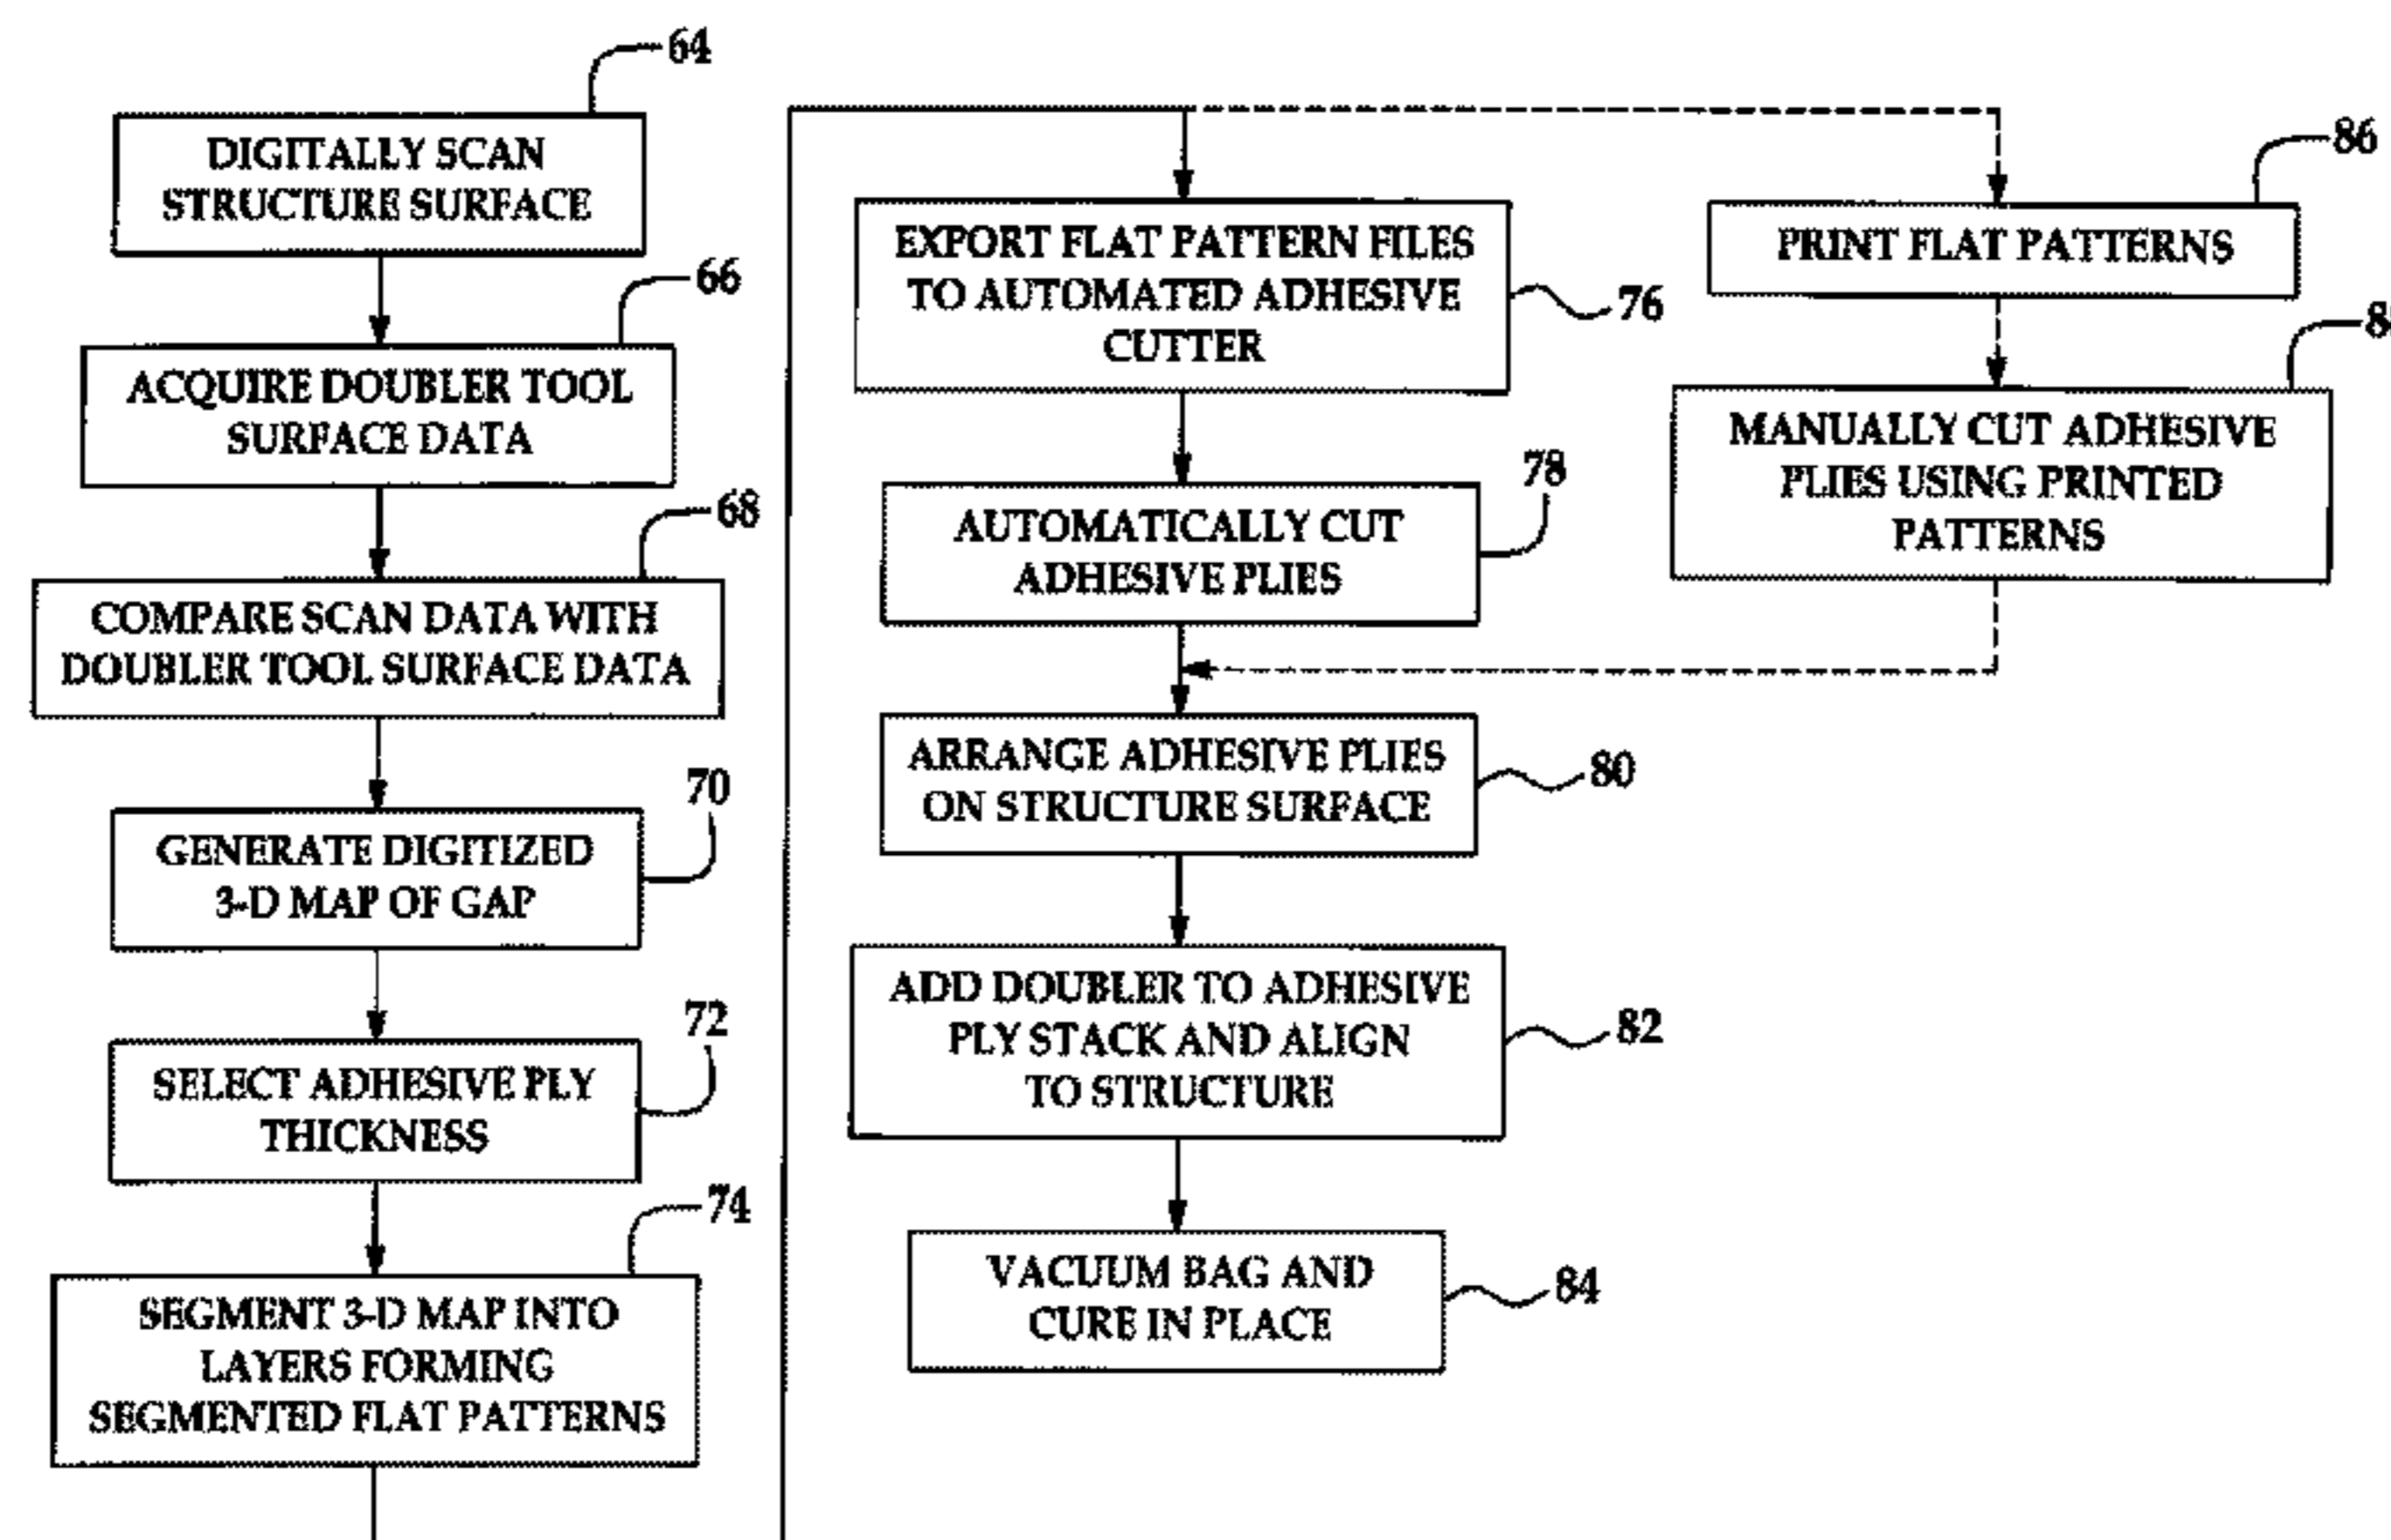 64
DIGITALLY SCAN
STRUCTURE SURFACE
66
ACQUIRE DOUBLER TOOL
SURFACE DATA
68
COMPARE SCAN DATA WITH
DOUBLER TOOL SURFACE DATA
70
GENERATE DIGITIZED
3-D MAP OF GAP
72
SELECT ADHESIVE PLY
THICKNESS
74
SEGMENT 3-D MAP INTO
LAYERS FORMING
SEGMENTED FLAT PATTERNS
EXPORT FLAT PATTERN FILES
TO AUTOMATED ADHESIVE
CUTTER
76
78
AUTOMATICALLY CUT
ADHESIVE PLIES
ARRANGE ADHESIVE PLIES
ON STRUCTURE SURFACE
80
ADD DOUBLER TO ADHESIVE
PLY STACK AND ALIGN
TO STRUCTURE
82
VACUUM BAG AND
CURE IN PLACE
84
86
PRINT FLAT PATTERNS
MANUALLY CUT ADHESIVE
PLIES USING PRINTED
PATTERNS